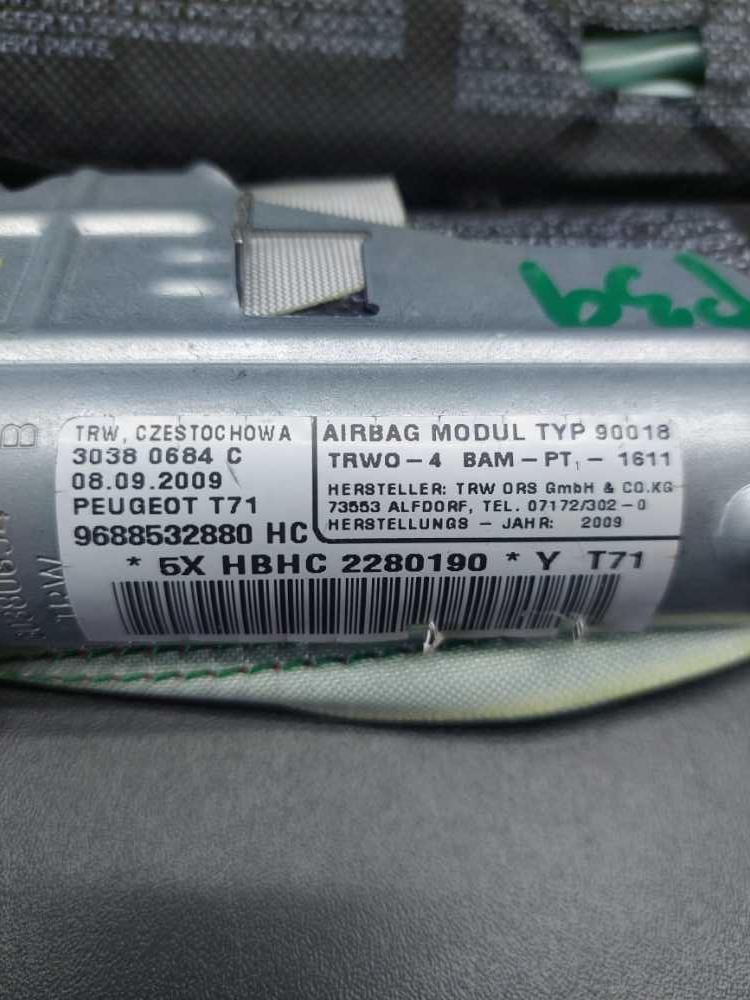 TRW, CZESTOCHOWA
3038 0684 C
08.09.2009
PEUGEOT T71
9688532880 HC
AIRBAG MODUL TYP 90018
TRWO-4 BAM-PT₁-1611
HERSTELLER: TRW ORS GmbH & CO.KG
73553 ALFDORF, TEL. 07172/302-0
HERSTELLUNGS - JAHR: 2009
* 5X HBHC 2280190 * Y T71
B
TRW